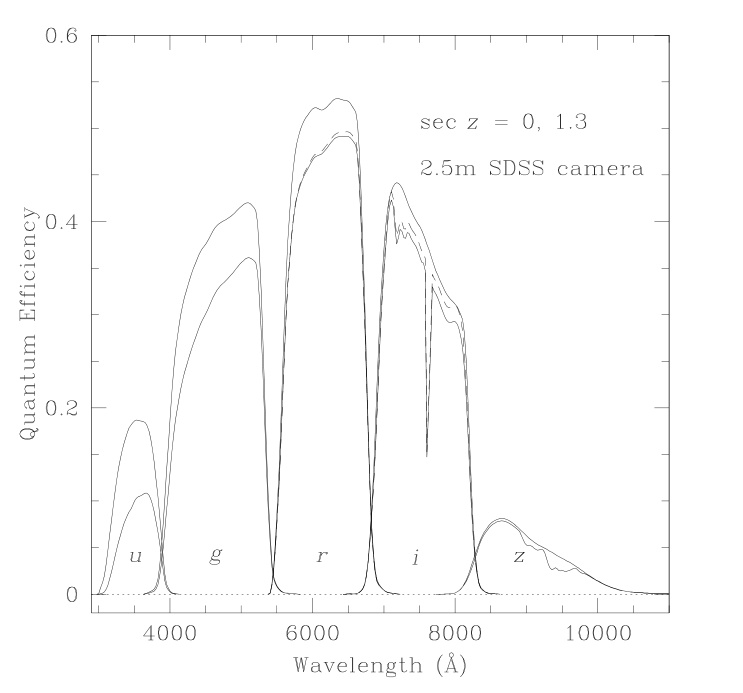 0.6
sec z = 0, 1.3
2.5m SDSS camera
0.4
Quantum Efficiency
0.2
u g r i z
0
4000 6000 8000 10000
Wavelength (Å)